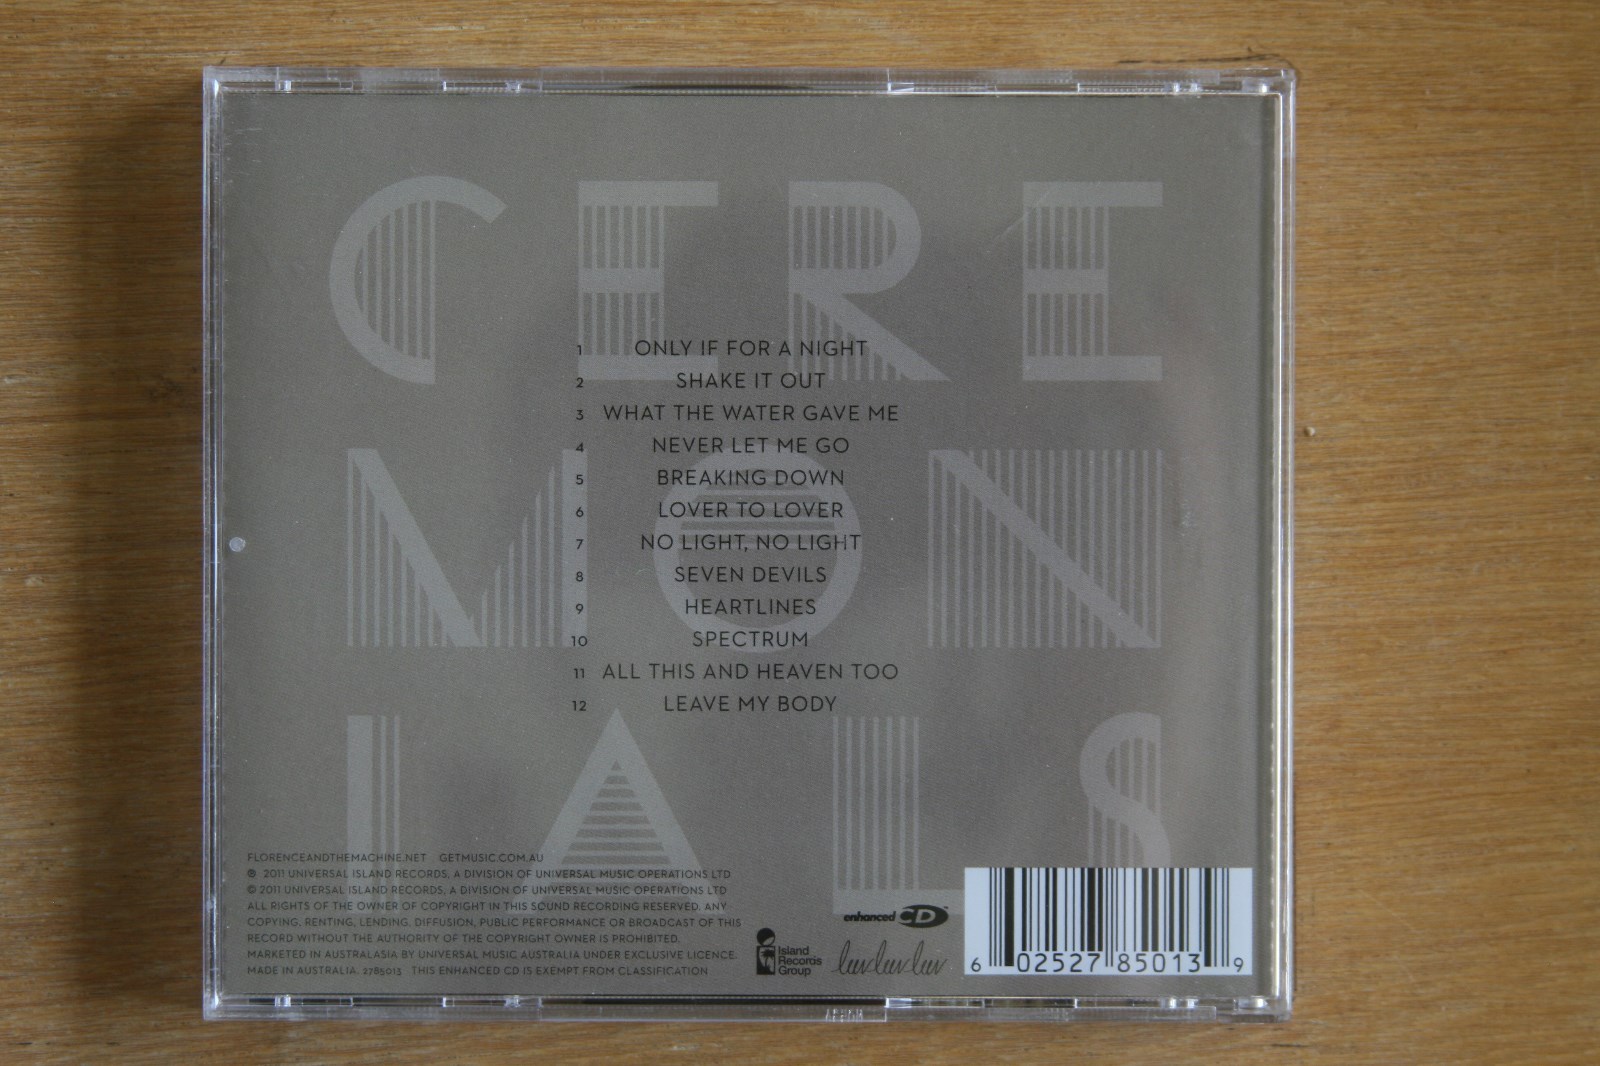 CERE
MON
IALS
1 ONLY IF FOR A NIGHT
2 SHAKE IT OUT
3 WHAT THE WATER GAVE ME
4 NEVER LET ME GO
5 BREAKING DOWN
6 LOVER TO LOVER
7 NO LIGHT, NO LIGHT
8 SEVEN DEVILS
9 HEARTLINES
10 SPECTRUM
11 ALL THIS AND HEAVEN TOO
12 LEAVE MY BODY
FLORENCEANDTHEMACHINE.NET GETMUSIC.COM.AU
℗ 2011 UNIVERSAL ISLAND RECORDS, A DIVISION OF UNIVERSAL MUSIC OPERATIONS LTD
© 2011 UNIVERSAL ISLAND RECORDS, A DIVISION OF UNIVERSAL MUSIC OPERATIONS LTD
ALL RIGHTS OF THE OWNER OF COPYRIGHT IN THIS SOUND RECORDING RESERVED. ANY
COPYING, RENTING, LENDING, DIFFUSION, PUBLIC PERFORMANCE OR BROADCAST OF THIS
RECORD WITHOUT THE AUTHORITY OF THE COPYRIGHT OWNER IS PROHIBITED.
MARKETED IN AUSTRALASIA BY UNIVERSAL MUSIC AUSTRALIA UNDER EXCLUSIVE LICENCE.
MADE IN AUSTRALIA. 2785013 THIS ENHANCED CD IS EXEMPT FROM CLASSIFICATION
Island
Records
Group
enhanced CD
luvluvluv
6 02527 85013 9